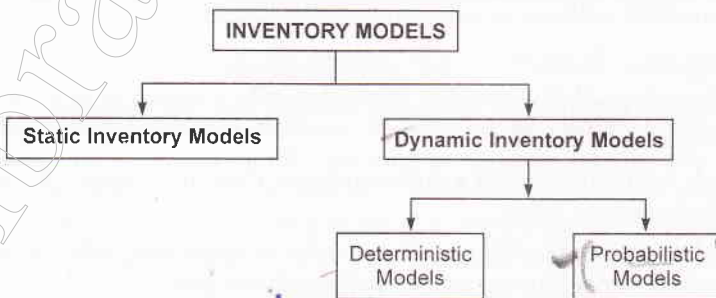 INVENTORY MODELS
Static Inventory Models
Dynamic Inventory Models
Deterministic
Models
Probabilistic
Models